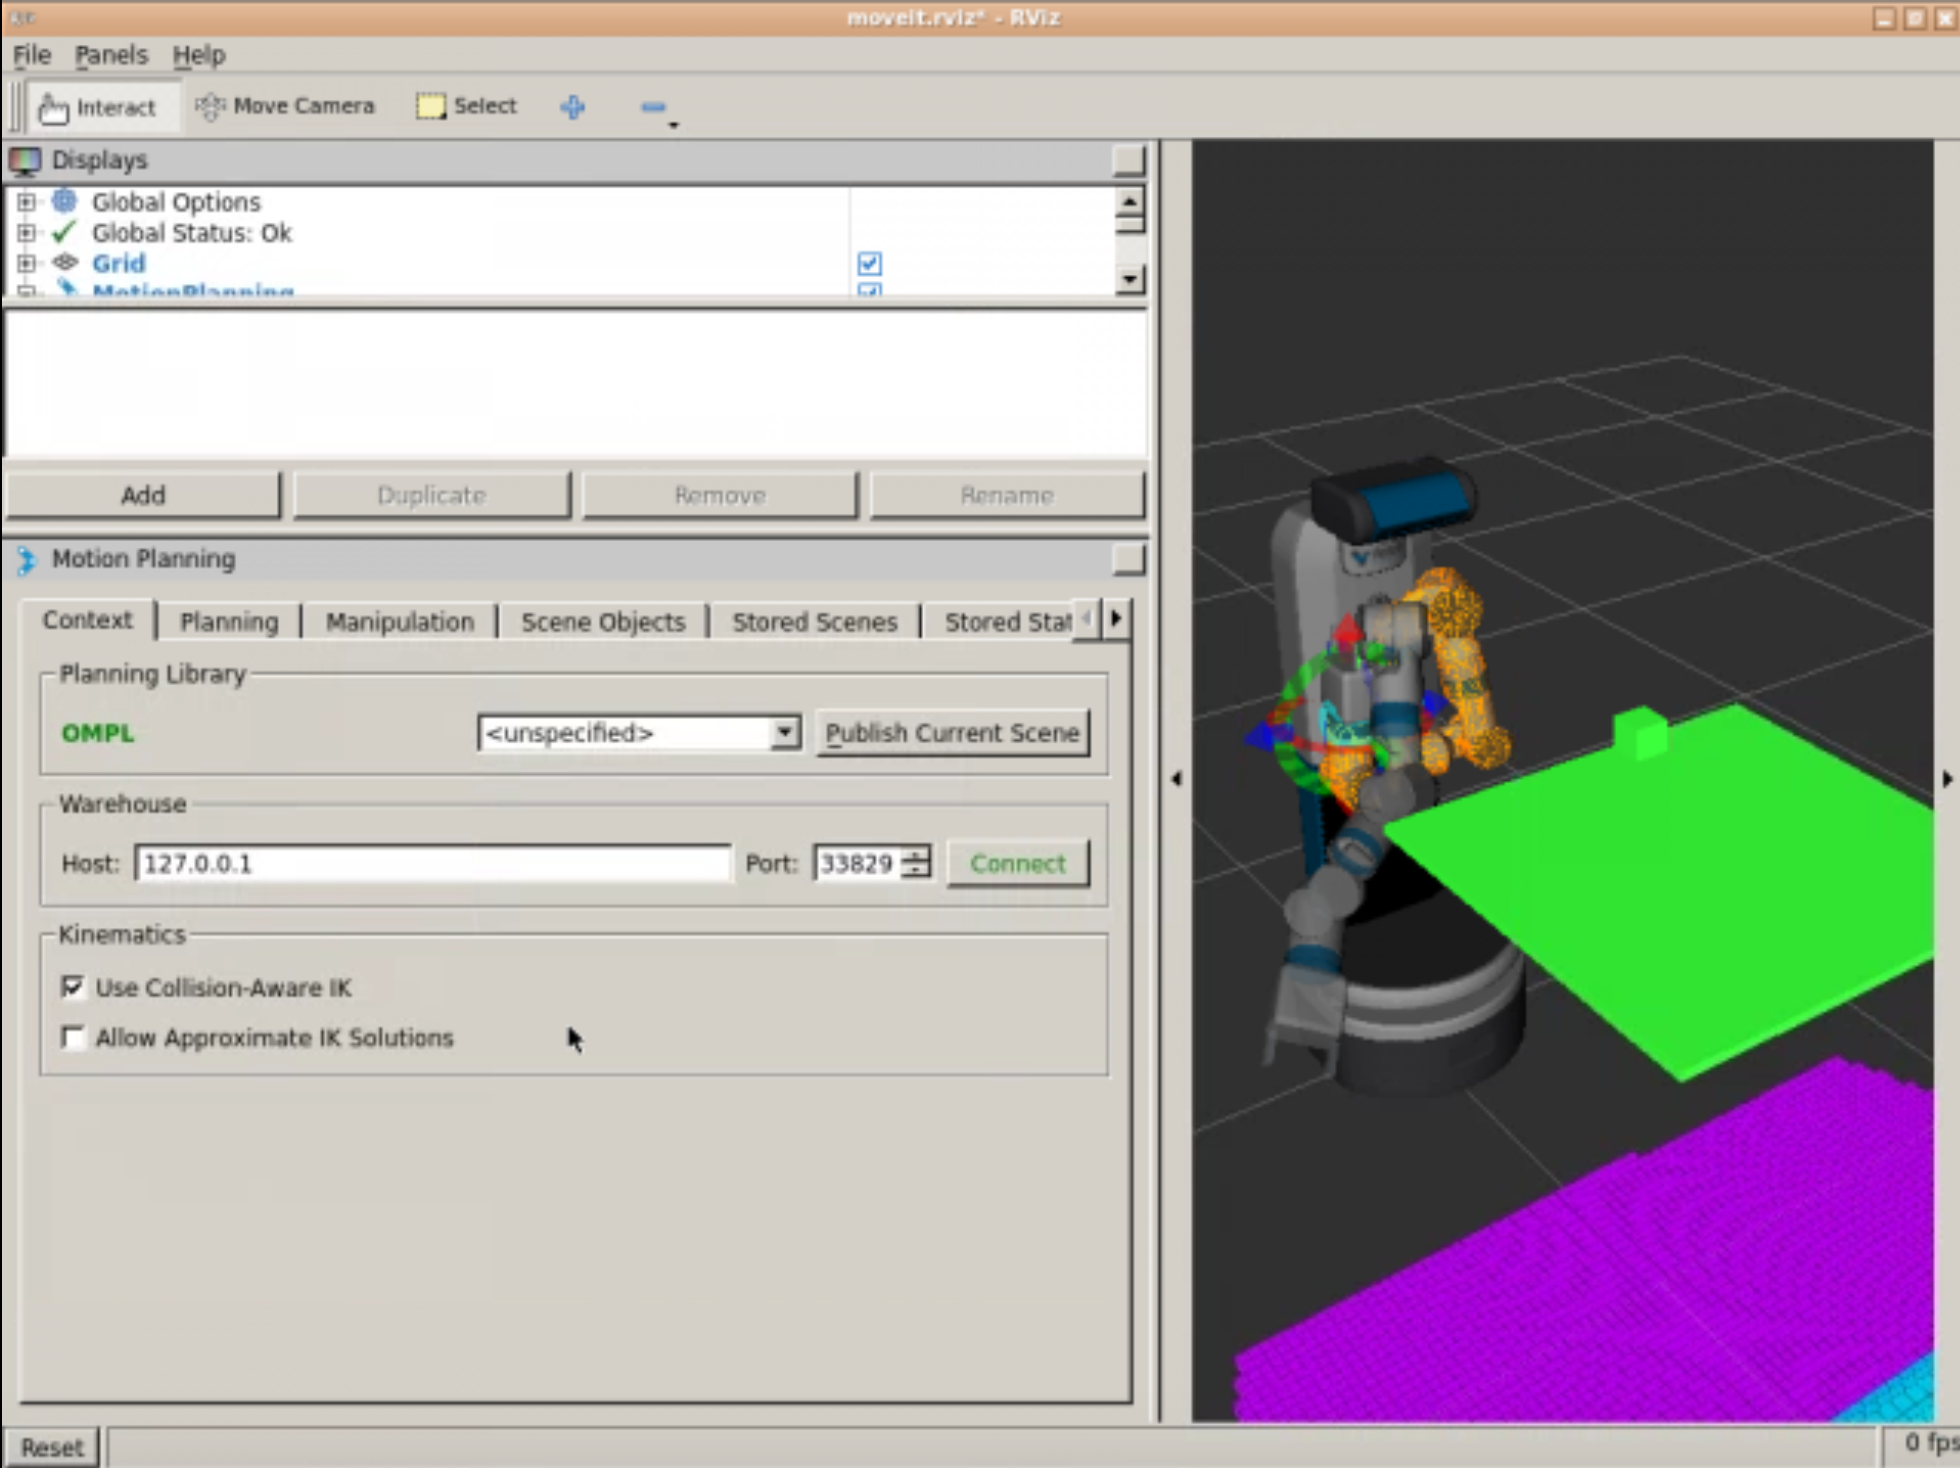 moveit.rviz* - RViz
File Panels Help
Interact Move Camera Select
Displays
Global Options
Global Status: Ok
Grid
MotionPlanning
Add Duplicate Remove Rename
Motion Planning
Context Planning Manipulation Scene Objects Stored Scenes Stored Stat
Planning Library
OMPL <unspecified> Publish Current Scene
Warehouse
Host: 127.0.0.1 Port: 33829 Connect
Kinematics
Use Collision-Aware IK
Allow Approximate IK Solutions
Reset 0 fps